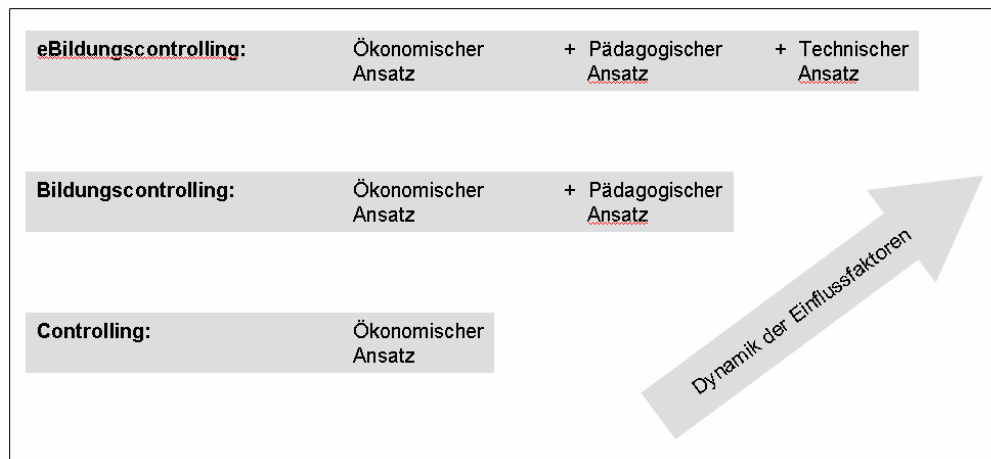 eBildungscontrolling: Ökonomischer + Pädagogischer + Technischer
Ansatz Ansatz Ansatz
Bildungscontrolling: Ökonomischer + Pädagogischer
Ansatz Ansatz
Controlling: Ökonomischer
Ansatz
Dynamik der Einflussfaktoren